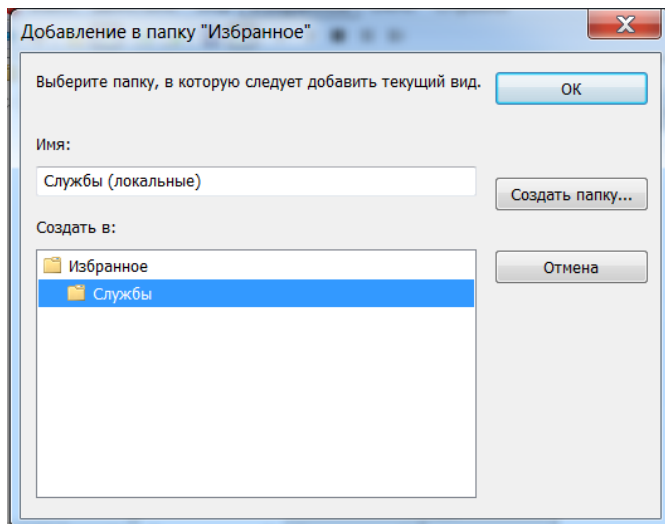 Добавление в папку "Избранное"
Выберите папку, в которую следует добавить текущий вид.
ОК
Имя:
Службы (локальные)
Создать папку...
Создать в:
Избранное
Отмена
Службы